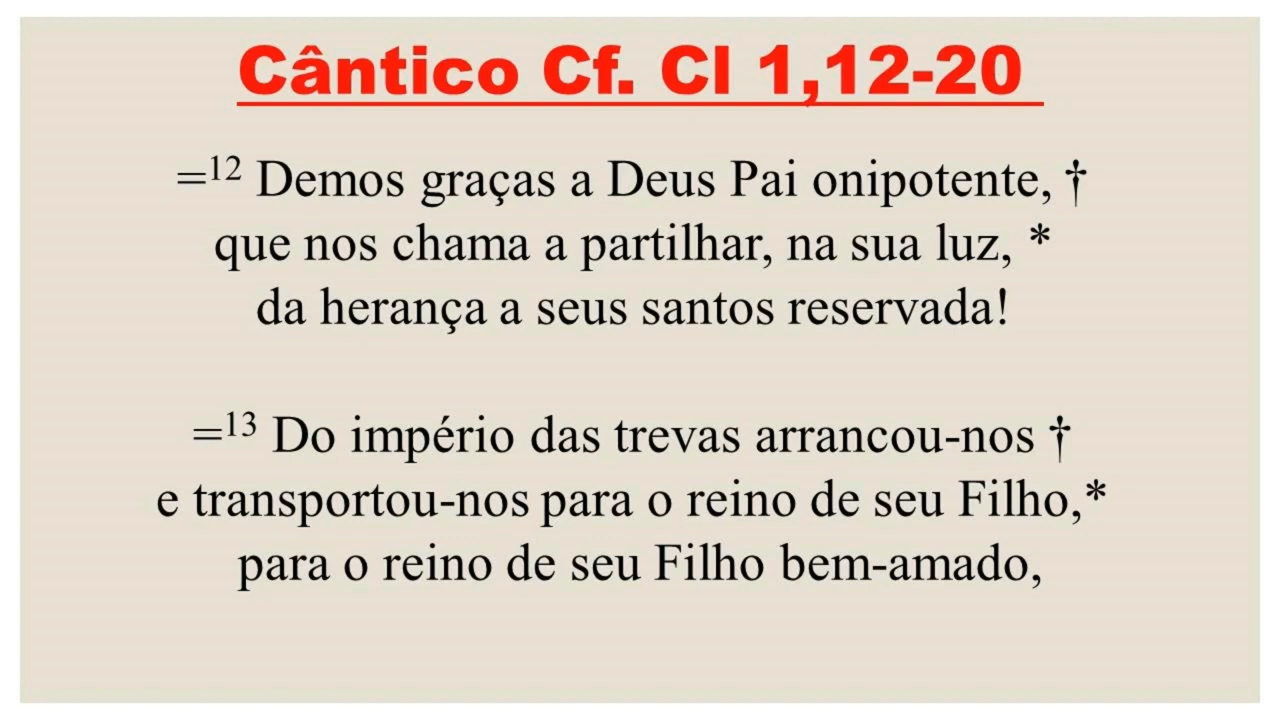 Cântico Cf. Cl 1,12-20
=¹² Demos graças a Deus Pai onipotente, †
que nos chama a partilhar, na sua luz, *
da herança a seus santos reservada!
=¹³ Do império das trevas arrancou-nos †
e transportou-nos para o reino de seu Filho,*
para o reino de seu Filho bem-amado,